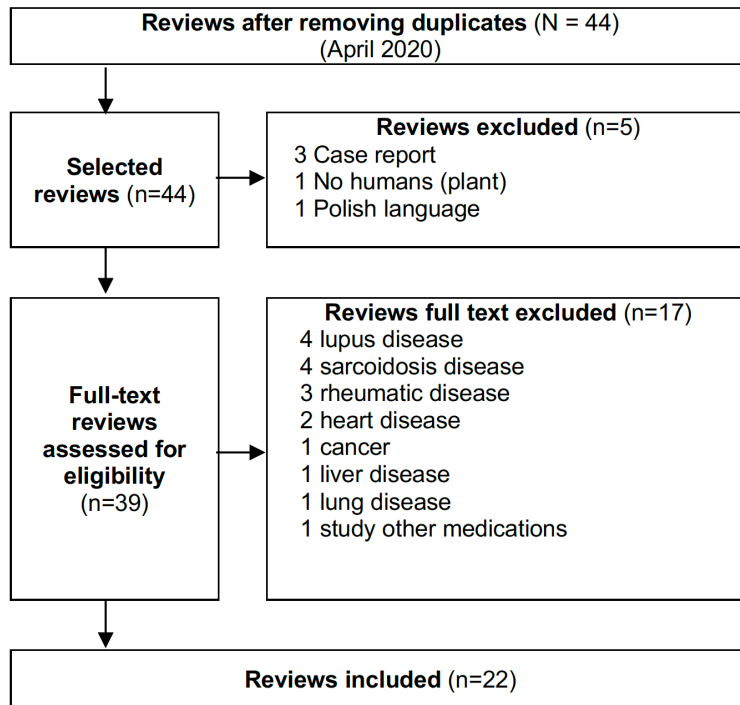 Reviews after removing duplicates (N = 44)
(April 2020)
Selected
reviews (n=44)
Reviews excluded (n=5)
3 Case report
1 No humans (plant)
1 Polish language
Full-text
reviews
assessed for
eligibility
(n=39)
Reviews full text excluded (n=17)
4 lupus disease
4 sarcoidosis disease
3 rheumatic disease
2 heart disease
1 cancer
1 liver disease
1 lung disease
1 study other medications
Reviews included (n=22)